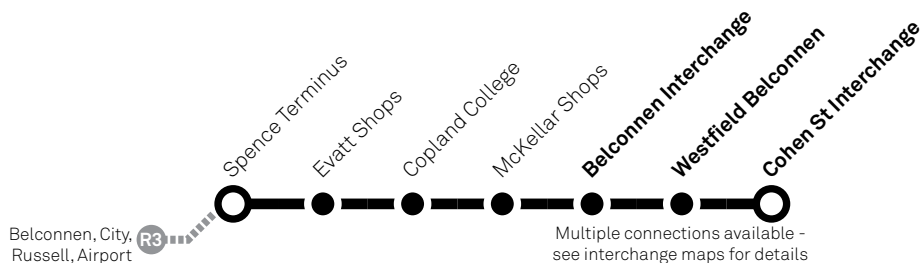 Spence Terminus
Evatt Shops
Copland College
McKellar Shops
Belconnen Interchange
Westfield Belconnen
Cohen St Interchange
Belconnen, City,
Russell, Airport
R3
Multiple connections available -
see interchange maps for details